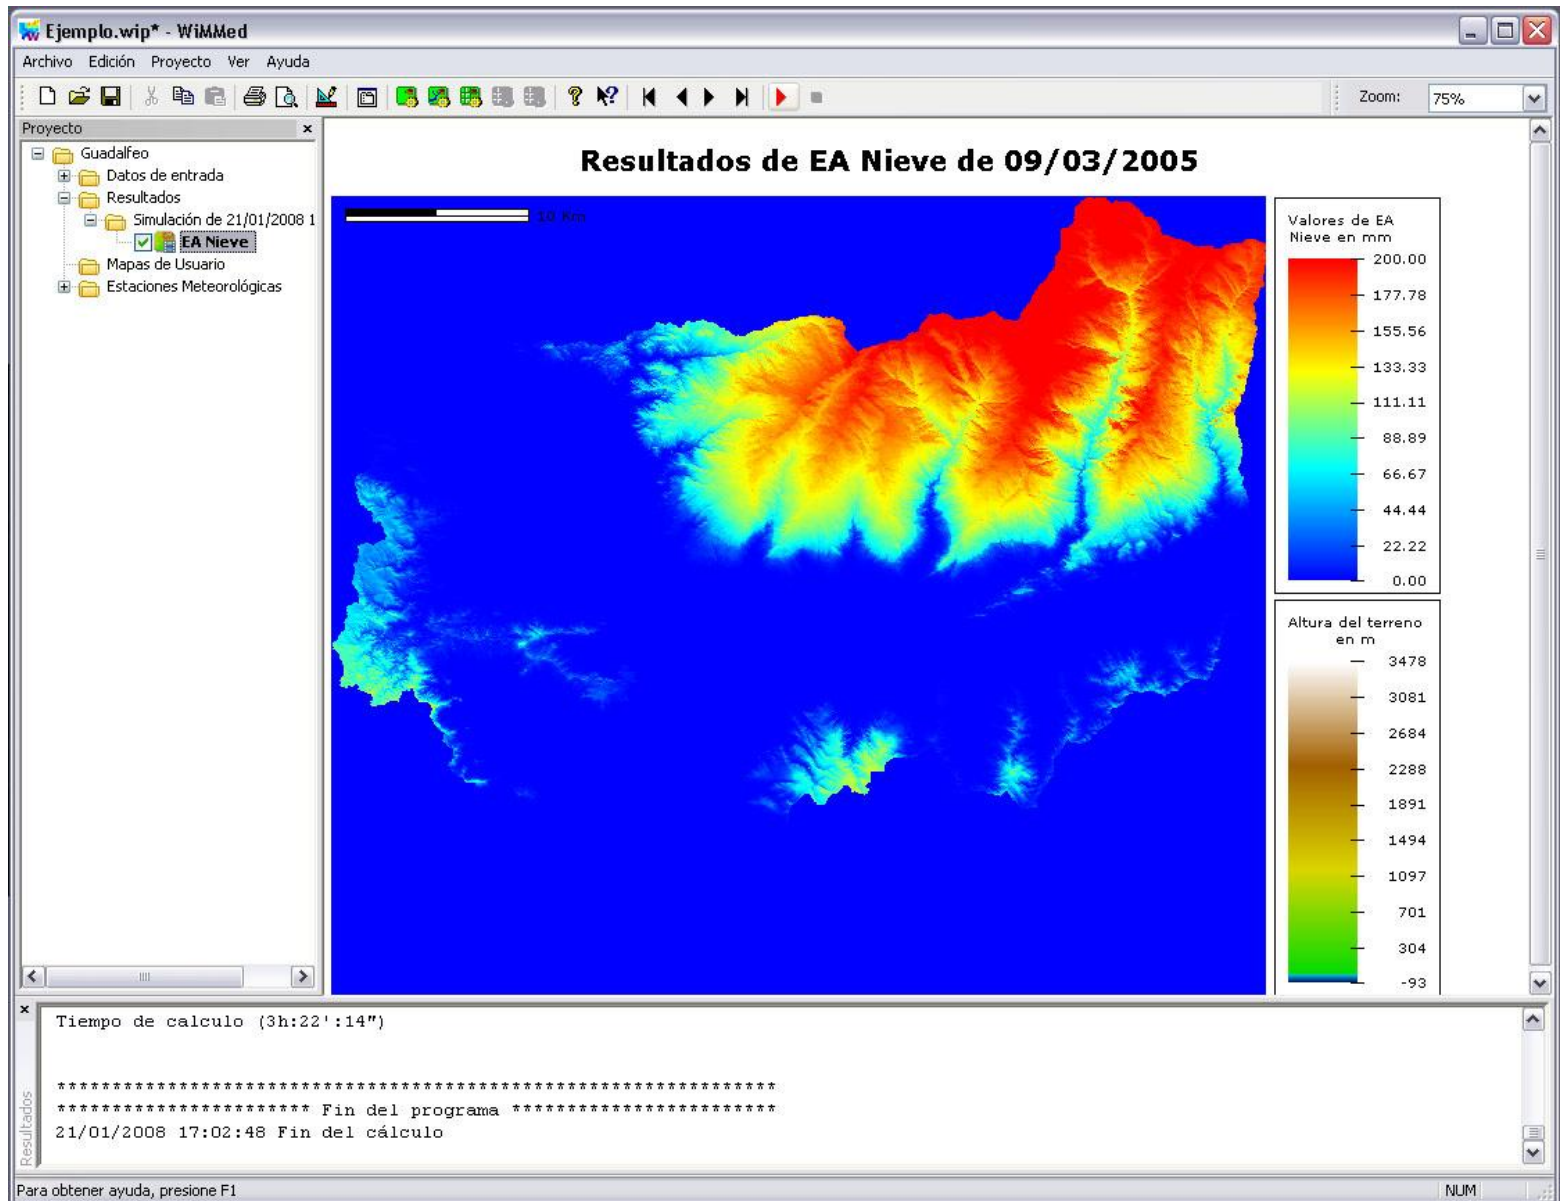 Ejemplo.wip* - WiMMed
Archivo Edición Proyecto Ver Ayuda
Zoom: 75%
Proyecto
Guadalfeo
Datos de entrada
Resultados
Simulación de 21/01/2008 1
EA Nieve
Mapas de Usuario
Estaciones Meteorológicas
Resultados de EA Nieve de 09/03/2005
10 Km
Valores de EA
Nieve en mm
200.00
177.78
155.56
133.33
111.11
88.89
66.67
44.44
22.22
0.00
Altura del terreno
en m
3478
3081
2684
2288
1891
1494
1097
701
304
-93
Resultados
Tiempo de calculo (3h:22':14")
*****************************************************************
*********************** Fin del programa ************************
21/01/2008 17:02:48 Fin del cálculo
Para obtener ayuda, presione F1
NUM